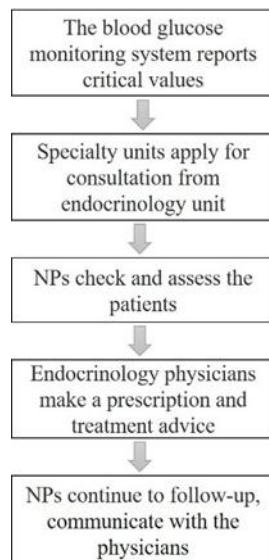 The blood glucose
monitoring system reports
critical values
Specialty units apply for
consultation from
endocrinology unit
NPs check and assess the
patients
Endocrinology physicians
make a prescription and
treatment advice
NPs continue to follow-up,
communicate with the
physicians